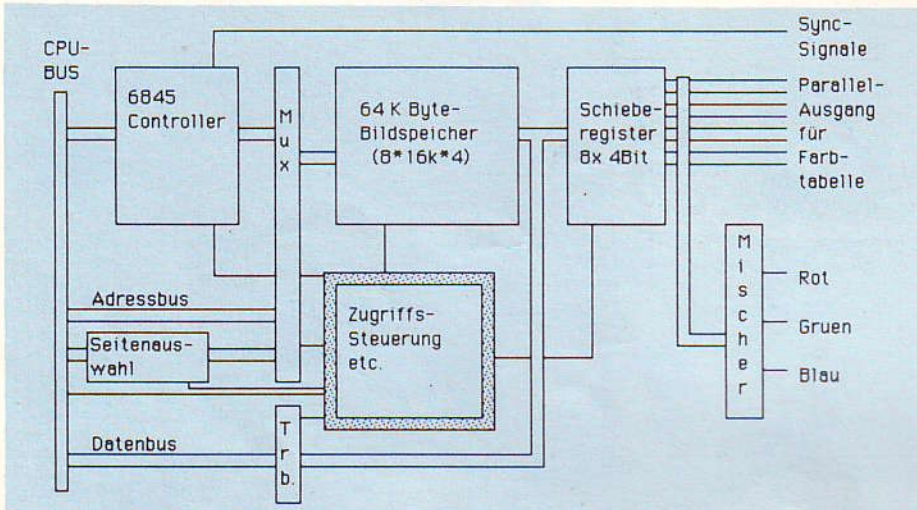 CPU-
BUS
6845
Controller
M
u
x
64 K Byte-
Bildspeicher
(8*16k*4)
Schiebe-
register
8x 4Bit
Sync-
Signale
Parallel-
Ausgang
für
Farb-
tabelle
Adressbus
Seitenaus-
wahl
Zugriffs-
Steuerung
etc.
Datenbus
T
r
b.
M
i
s
c
h
e
r
Rot
Gruen
Blau